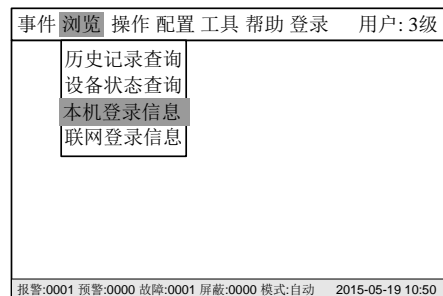 事件 浏览 操作 配置 工具 帮助 登录 用户: 3级
历史记录查询
设备状态查询
本机登录信息
联网登录信息
报警:0001 预警:0000 故障:0001 屏蔽:0000 模式:自动 2015-05-19 10:50